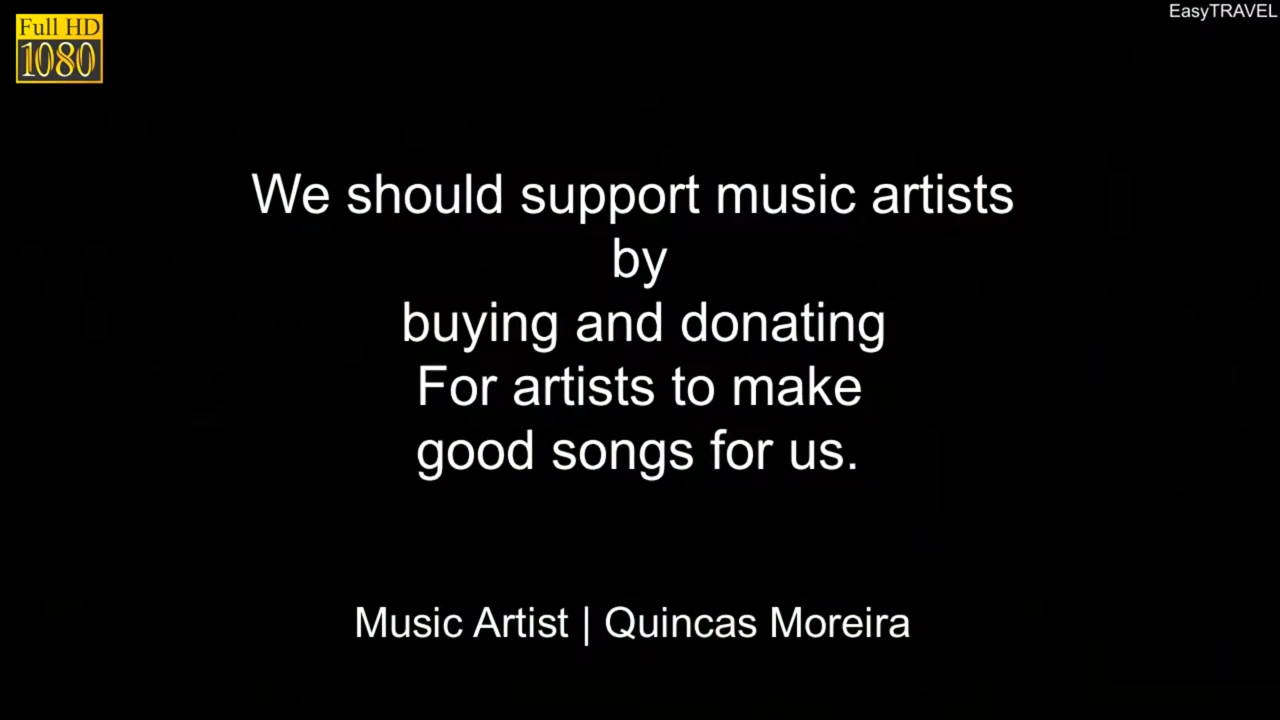 Full HD
1080
EasyTRAVEL
We should support music artists
by
buying and donating
For artists to make
good songs for us.
Music Artist | Quincas Moreira